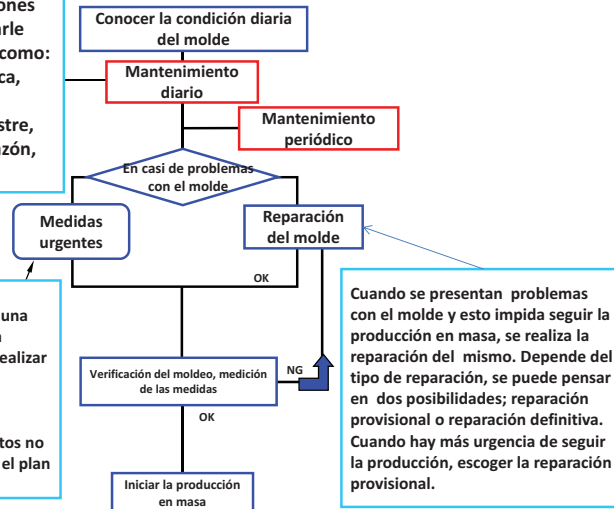 ones
arle
como:
ca,
stre,
zón,
Conocer la condición diaria
del molde
Mantenimiento
diario
Mantenimiento
periódico
En casi de problemas
con el molde
Medidas
urgentes
Reparación
del molde
OK
una
ealizar
tos no
el plan
Cuando se presentan problemas
con el molde y esto impida seguir la
producción en masa, se realiza la
reparación del mismo. Depende del
tipo de reparación, se puede pensar
en dos posibilidades; reparación
provisional o reparación definitiva.
Cuando hay más urgencia de seguir
la producción, escoger la reparación
provisional.
Verificación del moldeo, medición
de las medidas
NG
OK
Iniciar la producción
en masa